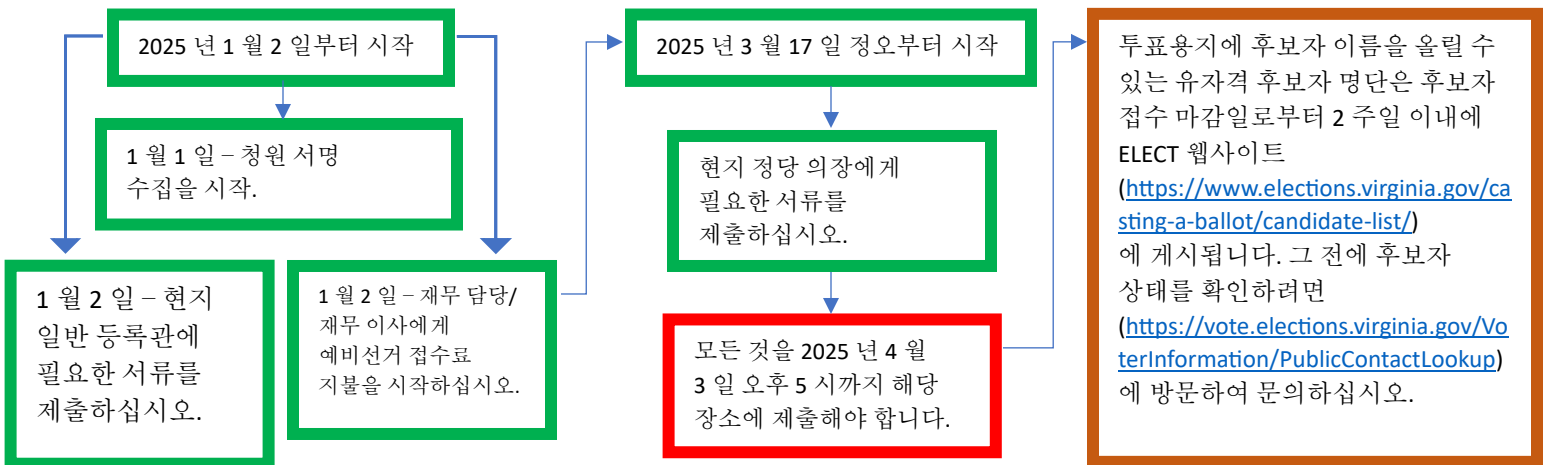 2025 년 1 월 2 일부터 시작
1 월 1 일 – 청원 서명
수집을 시작.
1 월 2 일 – 현지
일반 등록관에
필요한 서류를
제출하십시오.
1 월 2 일 – 재무 담당/
재무 이사에게
예비선거 접수료
지불을 시작하십시오.
2025 년 3 월 17 일 정오부터 시작
현지 정당 의장에게
필요한 서류를
제출하십시오.
모든 것을 2025 년 4 월
3 일 오후 5 시까지 해당
장소에 제출해야 합니다.
투표용지에 후보자 이름을 올릴 수
있는 유자격 후보자 명단은 후보자
접수 마감일로부터 2 주일 이내에
ELECT 웹사이트
(https://www.elections.virginia.gov/ca
sting-a-ballot/candidate-list/)
에 게시됩니다. 그 전에 후보자
상태를 확인하려면
(https://vote.elections.virginia.gov/Vo
terInformation/PublicContactLookup)
에 방문하여 문의하십시오.